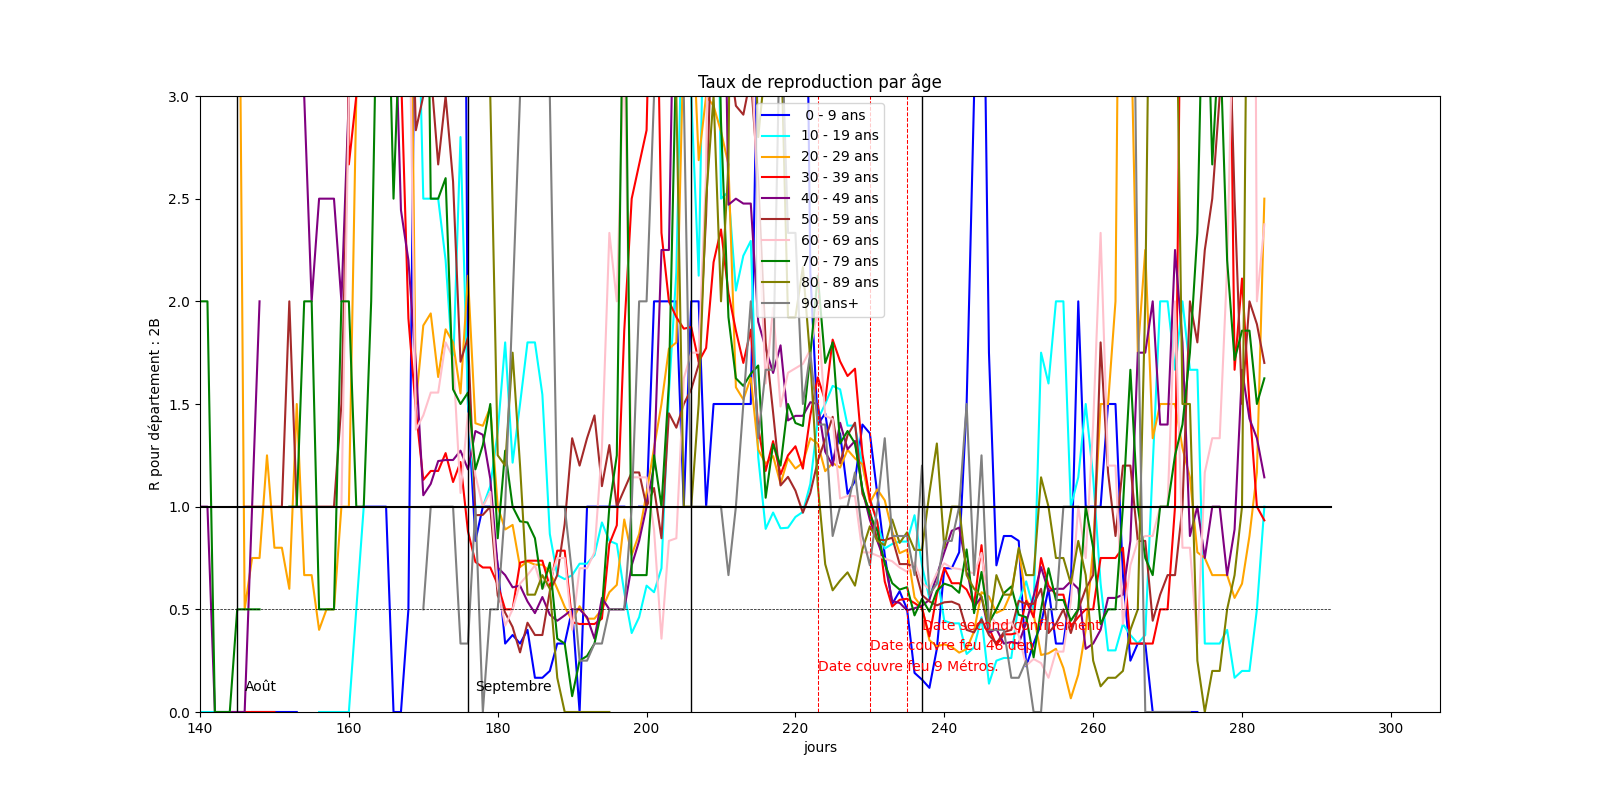 Taux de reproduction par âge
R pour département : 2B
3.0
2.5
2.0
1.5
1.0
0.5
0.0
0 - 9 ans
10 - 19 ans
20 - 29 ans
30 - 39 ans
40 - 49 ans
50 - 59 ans
60 - 69 ans
70 - 79 ans
80 - 89 ans
90 ans+
Date second confinement
Date couvre feu 48 dép.
Date couvre feu 9 Métros.
Août
Septembre
140 160 180 200 220 240 260 280 300
jours